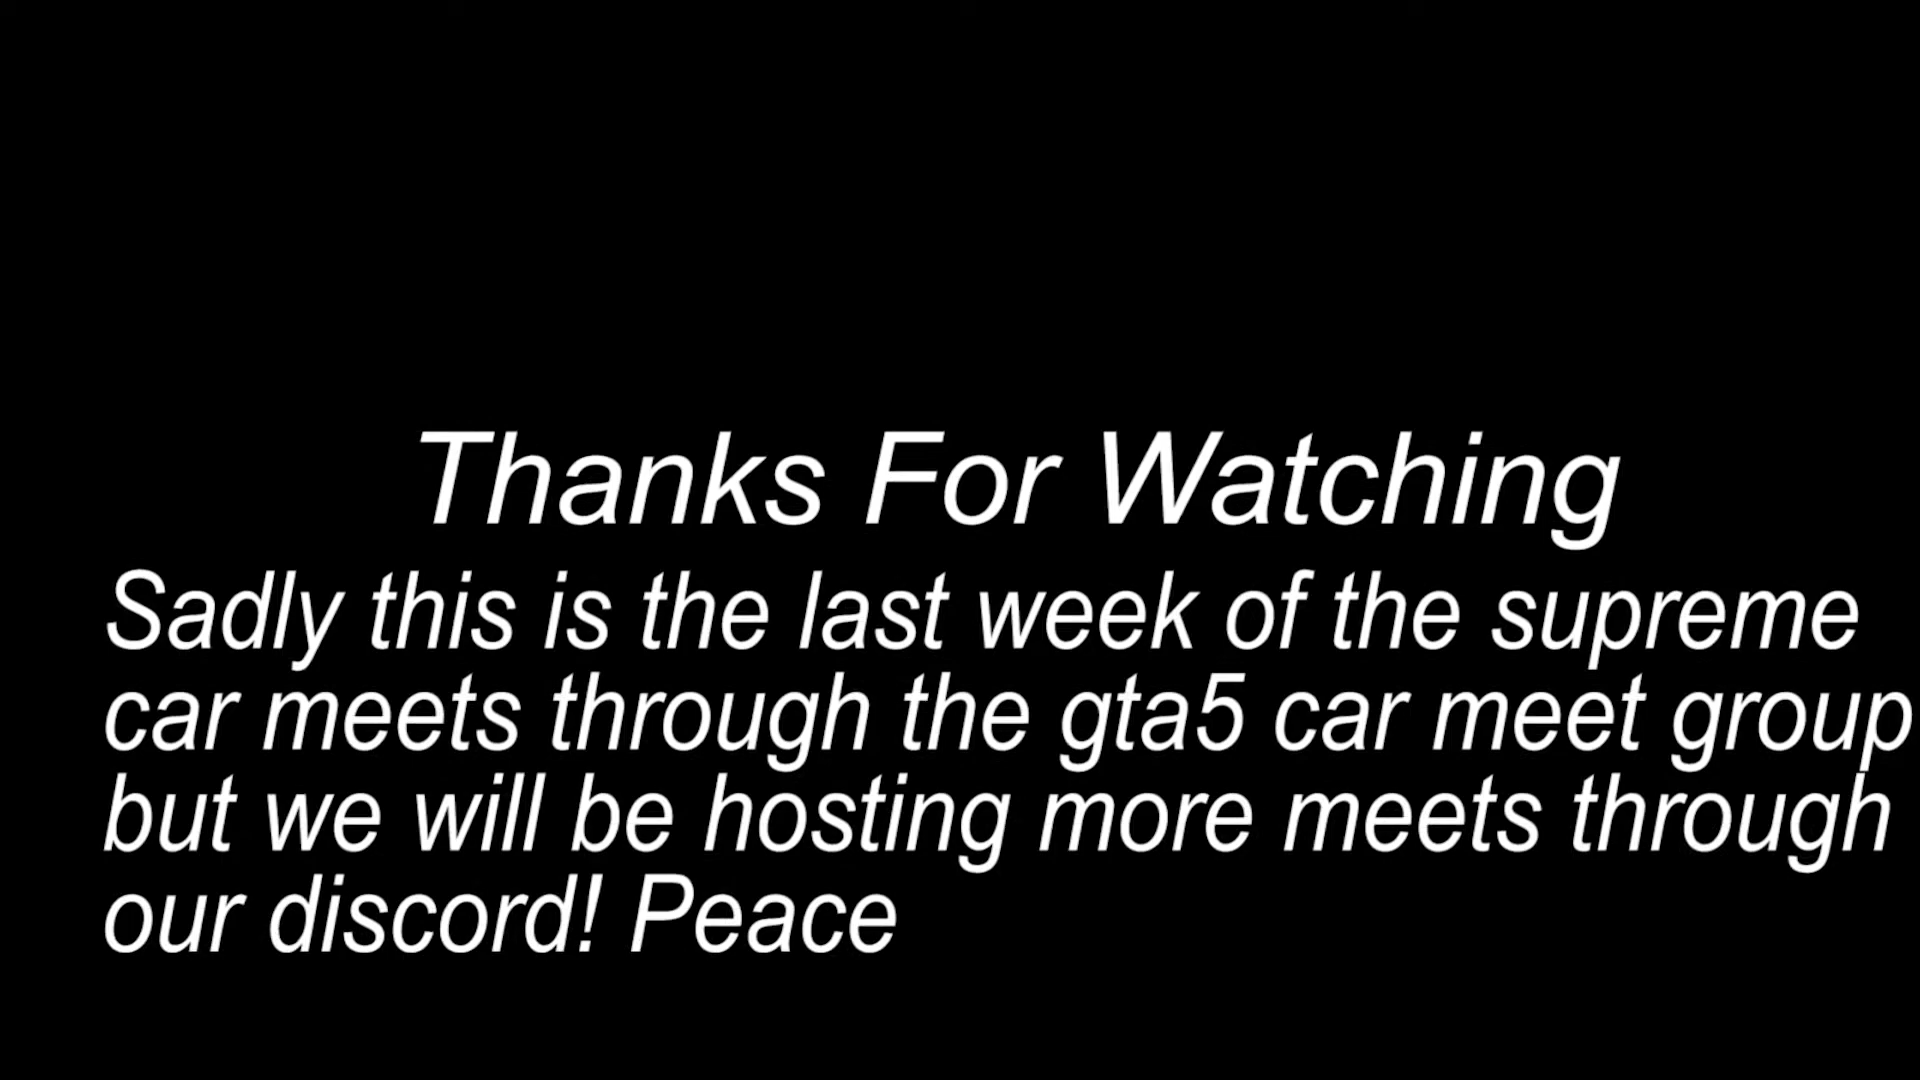 Thanks For Watching
Sadly this is the last week of the supreme
car meets through the gta5 car meet group
but we will be hosting more meets through
our discord! Peace